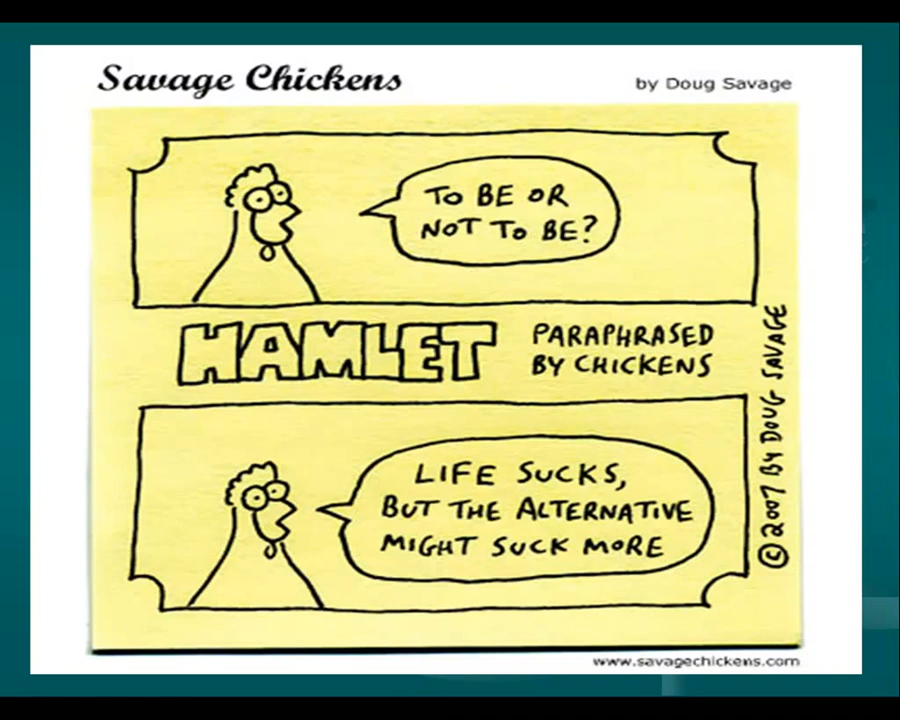 Savage Chickens
by Doug Savage
TO BE OR
NOT TO BE?
HAMLET
PARAPHRASED
BY CHICKENS
LIFE SUCKS,
BUT THE ALTERNATIVE
MIGHT SUCK MORE
© 2007 BY DOUG SAVAGE
www.savagechickens.com